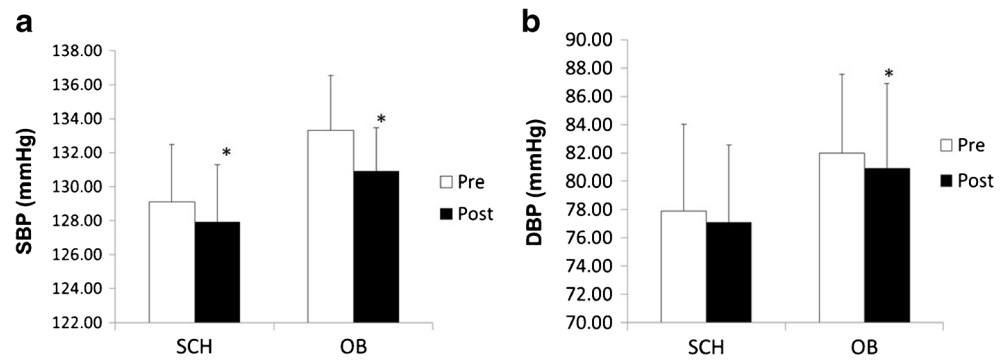 a
SBP (mmHg)
138.00
136.00
134.00
132.00
130.00
128.00
126.00
124.00
122.00
*
*
SCH
OB
Pre
Post
b
DBP (mmHg)
90.00
88.00
86.00
84.00
82.00
80.00
78.00
76.00
74.00
72.00
70.00
*
SCH
OB
Pre
Post